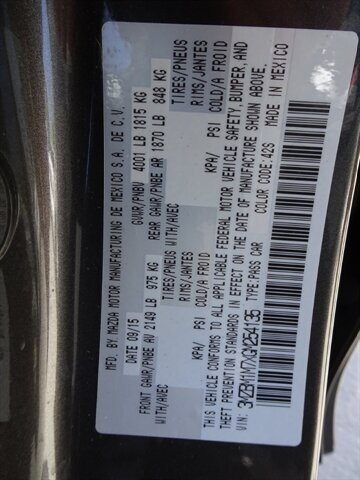 MFD. BY MAZDA MOTOR MANUFACTURING DE MEXICO S.A. DE C.V.
DATE 09/15 GVWR/PNBV 4001 LB 1815 KG
FRONT GAWR/PNBE AV 2149 LB 975 KG REAR GAWR/PNBE AR 1870 LB 848 KG
TIRES/PNEUS WITH/AVEC TIRES/PNEUS
RIMS/JANTES WITH/AVEC RIMS/JANTES
KPA/ PSI COLD/A FROID KPA/ PSI COLD/A FROID
THIS VEHICLE CONFORMS TO ALL APPLICABLE FEDERAL MOTOR VEHICLE SAFETY, BUMPER, AND
THEFT PREVENTION STANDARDS IN EFFECT ON THE DATE OF MANUFACTURE SHOWN ABOVE.
VIN: TYPE:PASS CAR COLOR CODE:42S MADE IN MEXICO